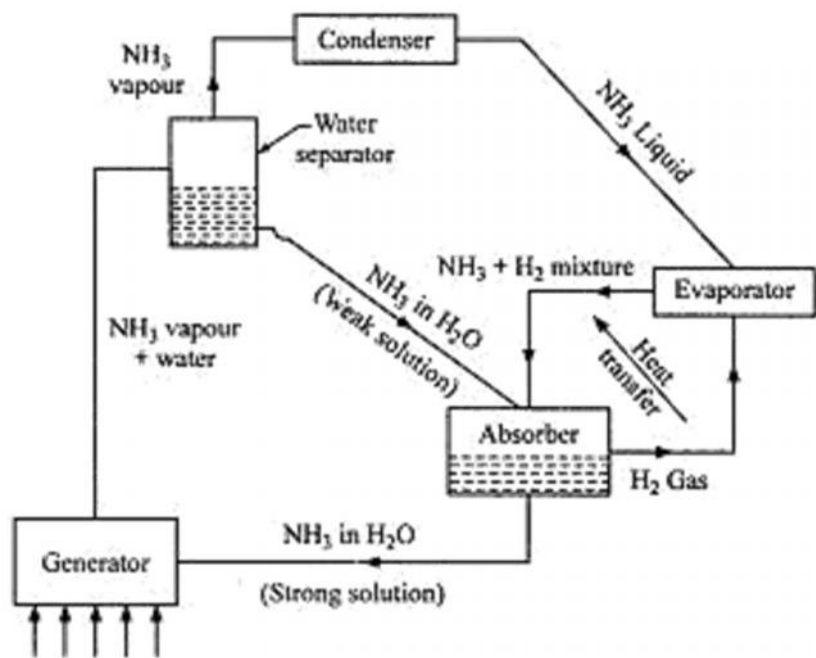 Condenser
NH₃
vapour
Water
separator
NH₃ Liquid
NH₃ + H₂ mixture
Evaporator
NH₃ in H₂O
(Weak solution)
NH₃ vapour
+ water
Heat
transfer
Absorber
H₂ Gas
NH₃ in H₂O
(Strong solution)
Generator